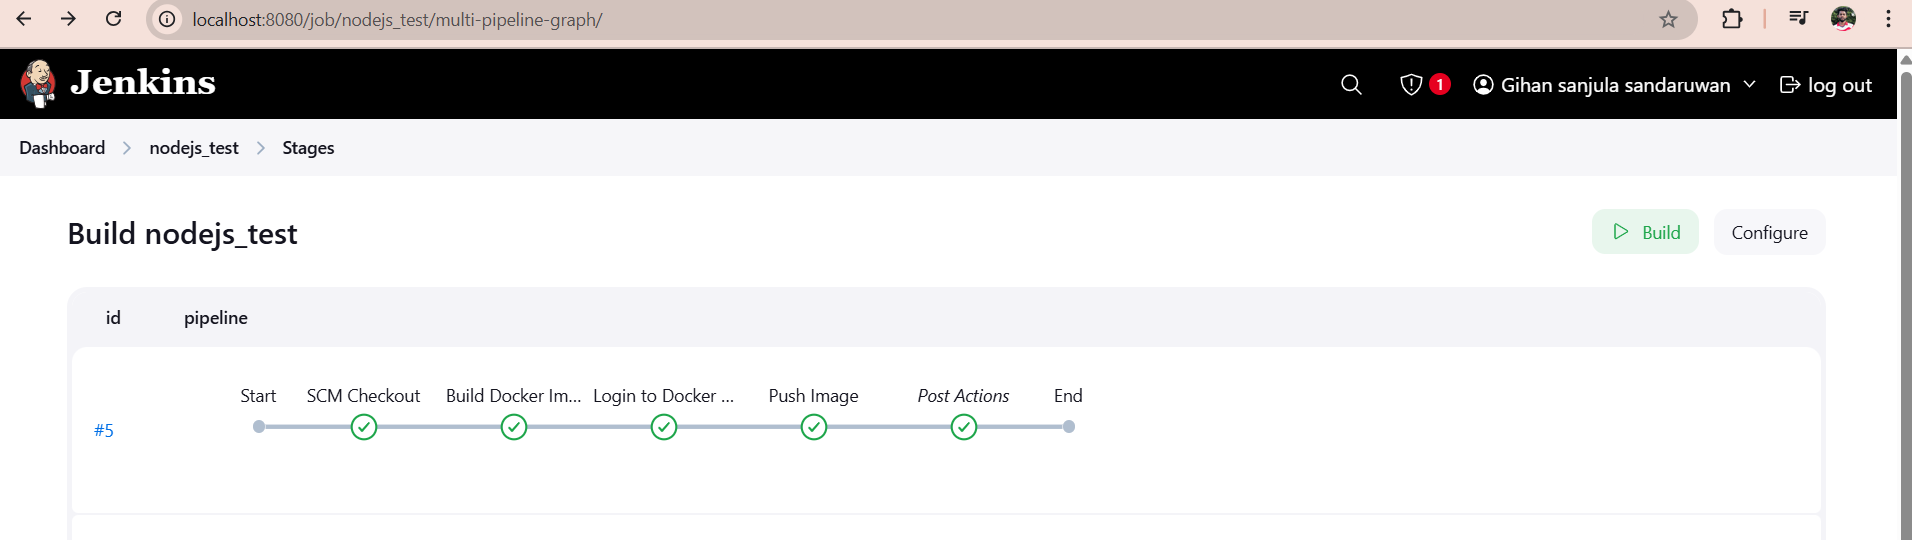 localhost:8080/job/nodejs_test/multi-pipeline-graph/
Jenkins
1
Gihan sanjula sandaruwan
log out
Dashboard
nodejs_test
Stages
Build nodejs_test
Build
Configure
id
pipeline
Start
SCM Checkout
Build Docker Im...
Login to Docker ...
Push Image
Post Actions
End
#5